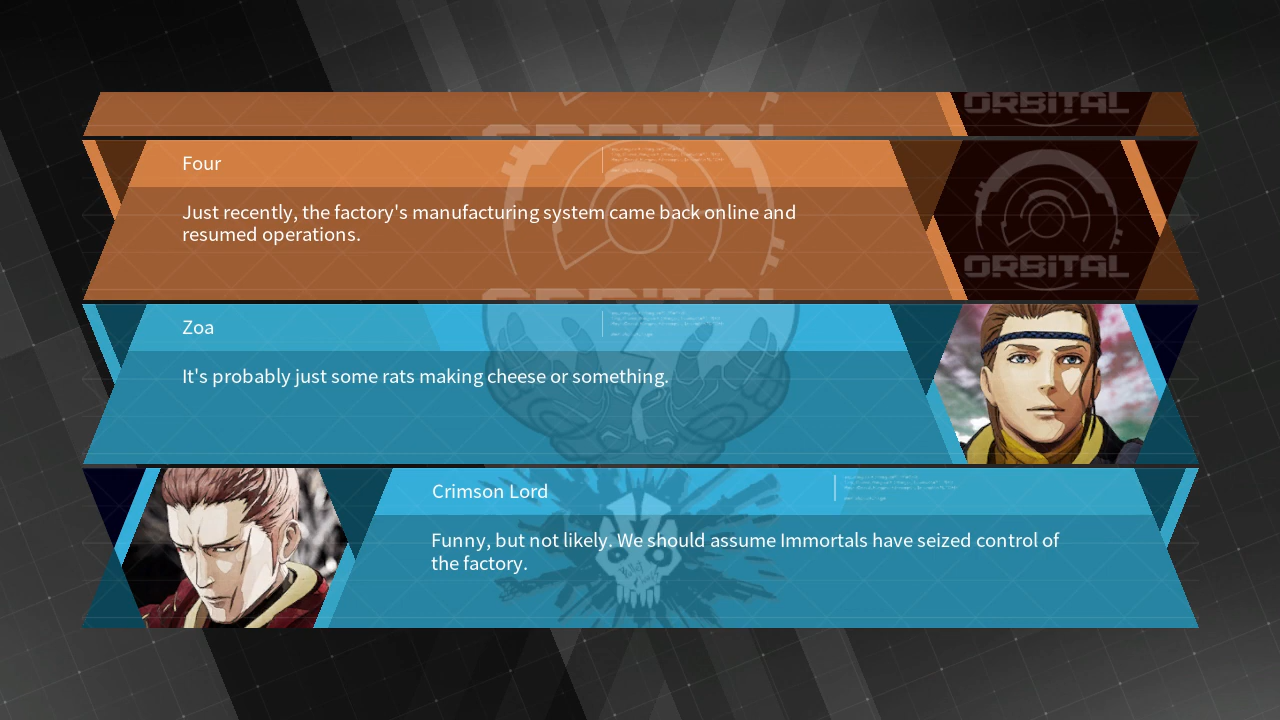 ORBITAL
Four
Just recently, the factory's manufacturing system came back online and
resumed operations.
ORBITAL
Zoa
It's probably just some rats making cheese or something.
Crimson Lord
Funny, but not likely. We should assume Immortals have seized control of
the factory.